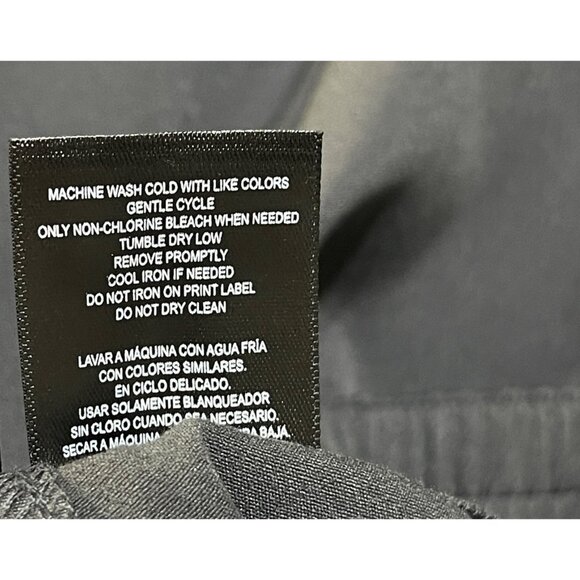 MACHINE WASH COLD WITH LIKE COLORS
GENTLE CYCLE
ONLY NON-CHLORINE BLEACH WHEN NEEDED
TUMBLE DRY LOW
REMOVE PROMPTLY
COOL IRON IF NEEDED
DO NOT IRON ON PRINT LABEL
DO NOT DRY CLEAN
LAVAR A MÁQUINA CON AGUA FRÍA
CON COLORES SIMILARES.
EN CICLO DELICADO.
USAR SOLAMENTE BLANQUEADOR
SIN CLORO CUANDO SEA NECESARIO.
SECAR A MÁQUINA BAJA.